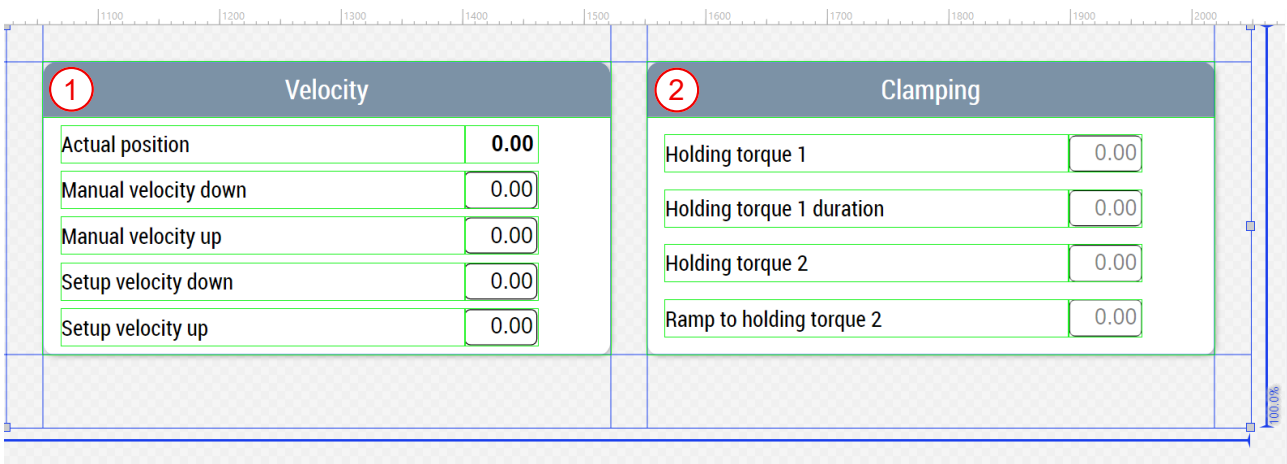 1100 1200 1300 1400 1500 1600 1700 1800 1900 2000
1 Velocity
Actual position 0.00
Manual velocity down 0.00
Manual velocity up 0.00
Setup velocity down 0.00
Setup velocity up 0.00
2 Clamping
Holding torque 1 0.00
Holding torque 1 duration 0.00
Holding torque 2 0.00
Ramp to holding torque 2 0.00
100.0%